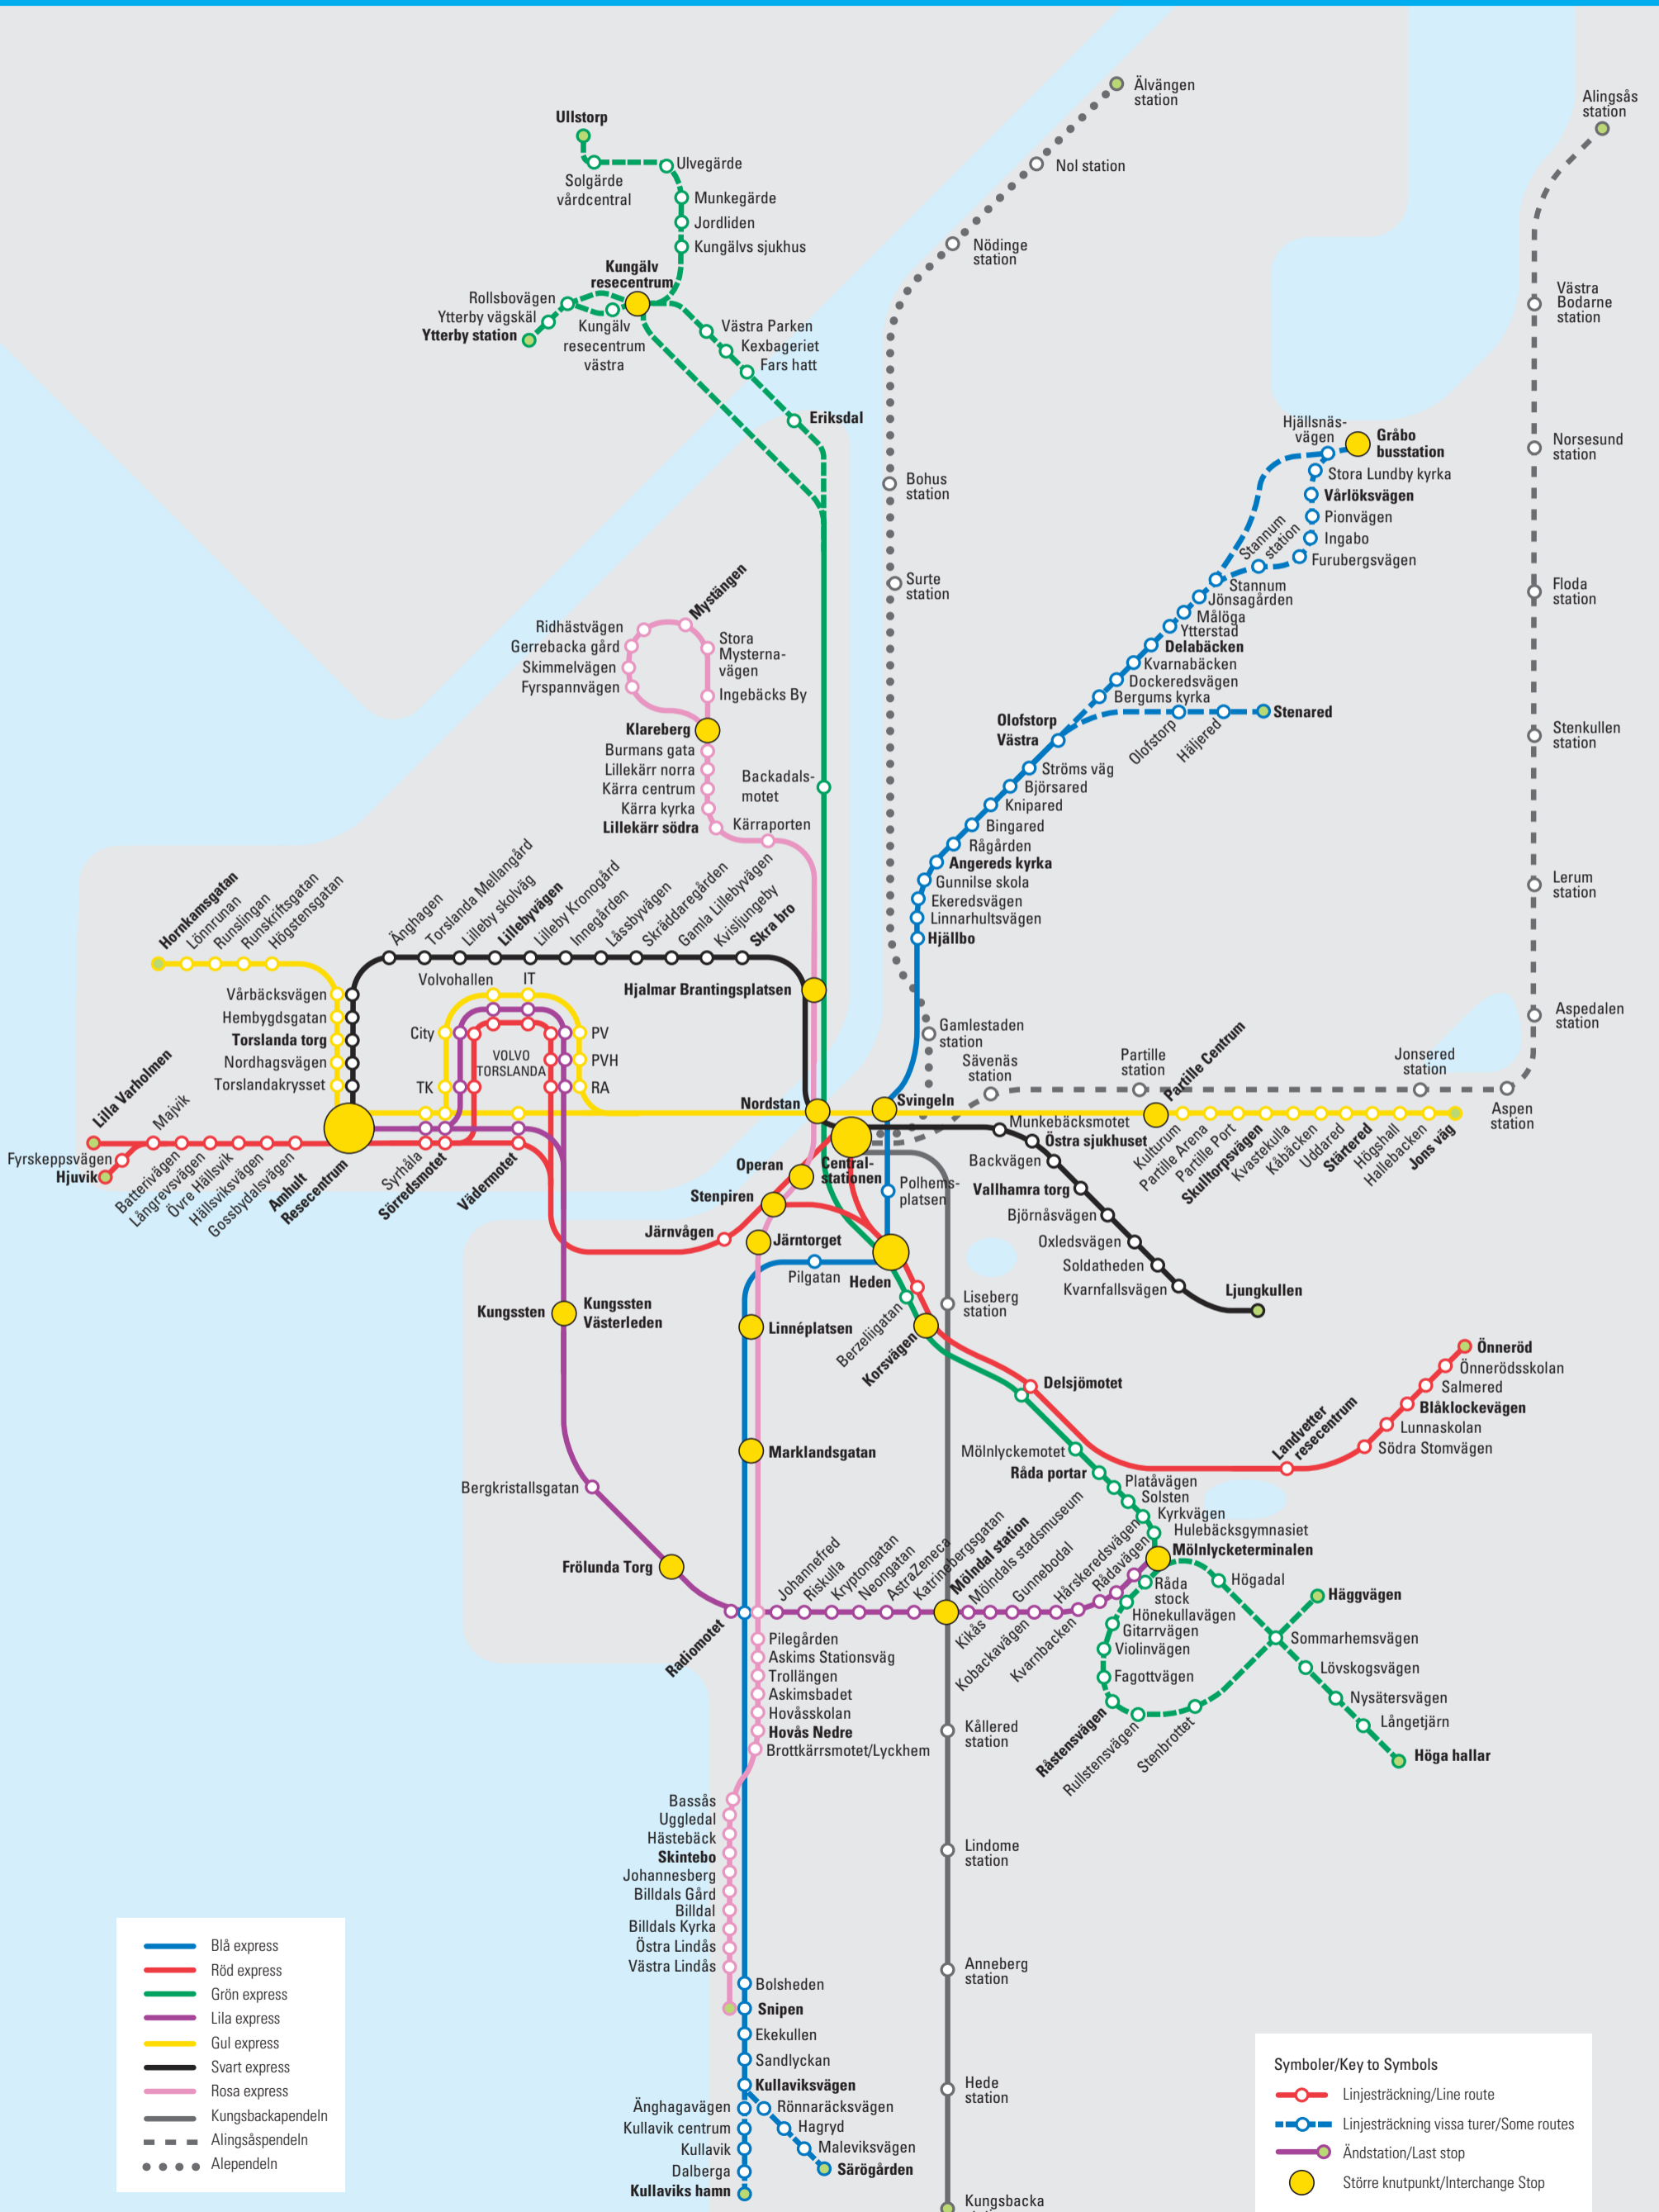 Älvängen
station
Alingsås
station
Ullstorp
Nol station
Ulvegärde
Solgärde
vårdcentral
Munkegärde
Jordliden
Kungälvs sjukhus
Nödinge
station
Kungälv
resecentrum
Rollsbovägen
Ytterby vägskäl
Ytterby station
Kungälv
resecentrum
västra
Västra Parken
Kexbageriet
Fars hatt
Eriksdal
Västra
Bodarne
station
Hjällsnäs-
vägen
Gråbo
busstation
Stora Lundby kyrka
Vårlöksvägen
Pionvägen
Ingabo
Furubergsvägen
Stannum
station
Norsesund
station
Bohus
station
Surte
station
Stannum
Jönsagården
Målöga
Ytterstad
Delabäcken
Kvarnabäcken
Dockeredsvägen
Bergums kyrka
Floda
station
Mystängen
Ridhästvägen
Gerrebacka gård
Skimmelvägen
Fyrspannvägen
Stora
Mysterna-
vägen
Ingebäcks By
Klareberg
Burmans gata
Lillekärr norra
Kärra centrum
Kärra kyrka
Lillekärr södra
Kärraporten
Backadals-
motet
Olofstorp
Västra
Olofstorp
Häljered
Stenared
Stenkullen
station
Ströms väg
Björsared
Knipared
Bingared
Rågården
Angereds kyrka
Gunnilse skola
Ekeredsvägen
Linnarhultsvägen
Hjällbo
Lerum
station
Hornkamsgatan
Lönnrunan
Runslingan
Runskriftsgatan
Högstensgatan
Änghagen
Torslanda Mellangård
Lilleby skolväg
Lillebyvägen
Lilleby Kronogård
Innegården
Låssbyvägen
Skräddaregården
Gamla Lillebyvägen
Kvisljungeby
Skra bro
Volvohallen
IT
Hjalmar Brantingsplatsen
Vårbäcksvägen
Hembygdsgatan
Torslanda torg
Nordhagsvägen
Torslandakrysset
City
TK
VOLVO
TORSLANDA
PV
PVH
RA
Gamlestaden
station
Sävenäs
station
Partille
station
Partille Centrum
Jonsered
station
Aspedalen
station
Aspen
station
Lilla Varholmen
Majvik
Nordstan
Svingeln
Munkebäcksmotet
Östra sjukhuset
Backvägen
Vallhamra torg
Björnåsvägen
Oxledsvägen
Soldatheden
Kvarnfallsvägen
Ljungkullen
Kulturum
Partille Arena
Partille Port
Skulltorpsvägen
Kvastekulla
Kåbäcken
Uddared
Stärtered
Högshall
Hallebacken
Jons väg
Fyrskeppsvägen
Hjuvik
Batterivägen
Långrevsvägen
Övre Hällsvik
Hällsviksvägen
Gossbydalsvägen
Amhult
Resecentrum
Syrhåla
Sörredsmotet
Vädermotet
Operan
Central-
stationen
Stenpiren
Polhems-
platsen
Järnvågen
Järntorget
Pilgatan
Heden
Berzeliigatan
Korsvägen
Liseberg
station
Kungssten
Kungssten
Västerleden
Linnéplatsen
Delsjömotet
Önneröd
Önnerödsskolan
Salmered
Blåklockevägen
Lunnaskolan
Södra Stomvägen
Landvetter
resecentrum
Marklandsgatan
Mölnlyckemotet
Råda portar
Platåvägen
Solsten
Kyrkvägen
Hulebäcksgymnasiet
Mölnlycketerminalen
Bergkristallsgatan
Frölunda Torg
Radiomotet
Johannefred
Riskulla
Kryptongatan
Neongatan
AstraZeneca
Katrinebergsgatan
Mölndal station
Mölndals stadsmuseum
Gunnebodal
Hårskeredsvägen
Rådavägen
Kikås
Kobackavägen
Kvarnbacken
Råda
stock
Hönekullavägen
Gitarrvägen
Violinvägen
Fagottvägen
Råstensvägen
Rullstensvägen
Stenbrottet
Högadal
Häggvägen
Sommarhemsvägen
Lövskogsvägen
Nysätersvägen
Långetjärn
Höga hallar
Pilegården
Askims Stationsväg
Trollängen
Askimsbadet
Hovåsskolan
Hovås Nedre
Brottkärrsmotet/Lyckhem
Kållered
station
Bassås
Uggledal
Hästebäck
Skintebo
Johannesberg
Billdals Gård
Billdal
Billdals Kyrka
Östra Lindås
Västra Lindås
Lindome
station
Anneberg
station
Bolsheden
Snipen
Ekekullen
Sandlyckan
Kullaviksvägen
Änghagavägen
Kullavik centrum
Kullavik
Dalberga
Kullaviks hamn
Rönnaräcksvägen
Hagryd
Maleviksvägen
Särögården
Hede
station
Kungsbacka
Blå express
Röd express
Grön express
Lila express
Gul express
Svart express
Rosa express
Kungsbackapendeln
Alingsåspendeln
Alependeln
Symboler/Key to Symbols
Linjesträckning/Line route
Linjesträckning vissa turer/Some routes
Ändstation/Last stop
Större knutpunkt/Interchange Stop